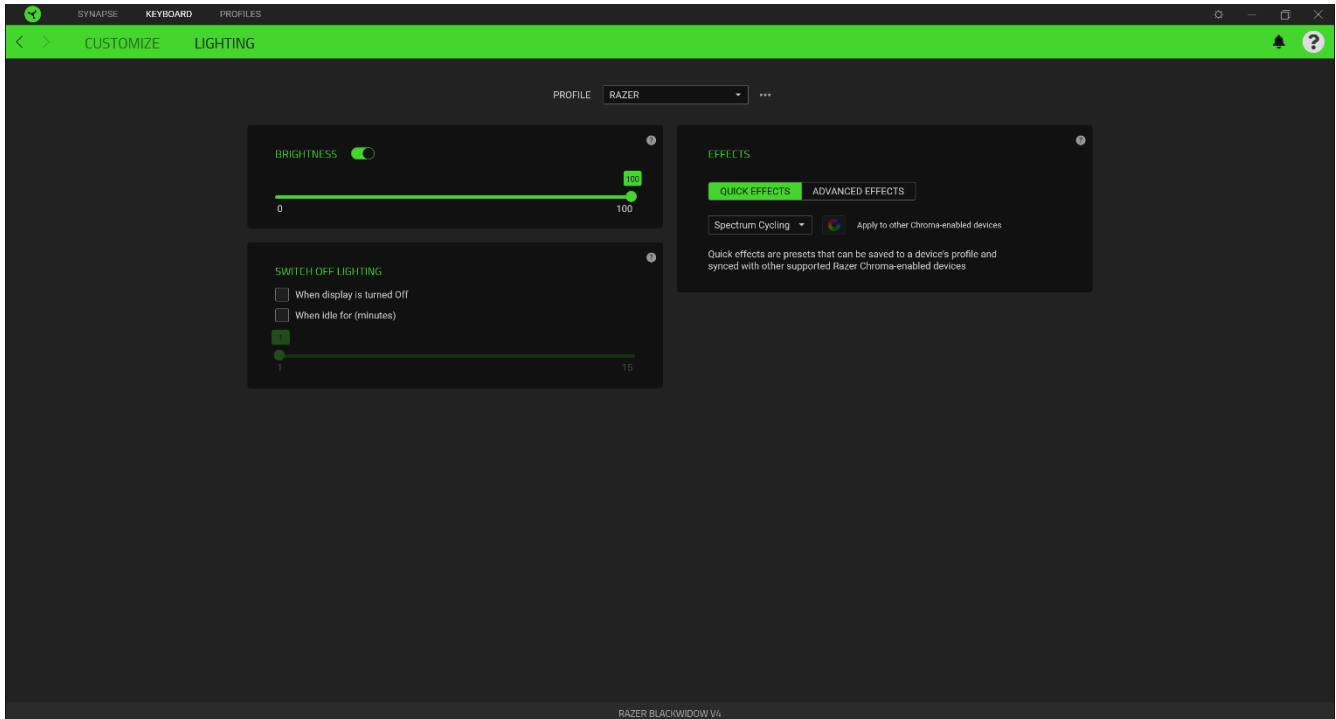 SYNAPSE KEYBOARD PROFILES
CUSTOMIZE LIGHTING
?
PROFILE RAZER
BRIGHTNESS
?
100
0 100
SWITCH OFF LIGHTING
?
When display is turned Off
When idle for (minutes)
1
1 15
EFFECTS
?
QUICK EFFECTS ADVANCED EFFECTS
Spectrum Cycling Apply to other Chroma-enabled devices
Quick effects are presets that can be saved to a device's profile and
synced with other supported Razer Chroma-enabled devices
RAZER BLACKWIDOW V4